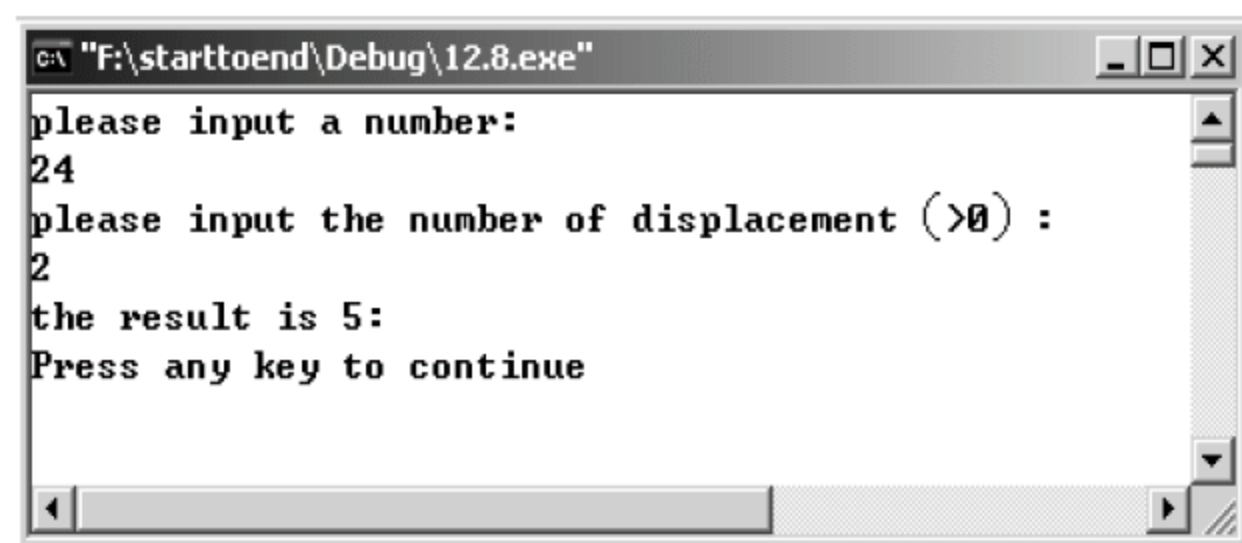 "F:\starttoend\Debug\12.8.exe"
please input a number:
24
please input the number of displacement (>0) :
2
the result is 5:
Press any key to continue